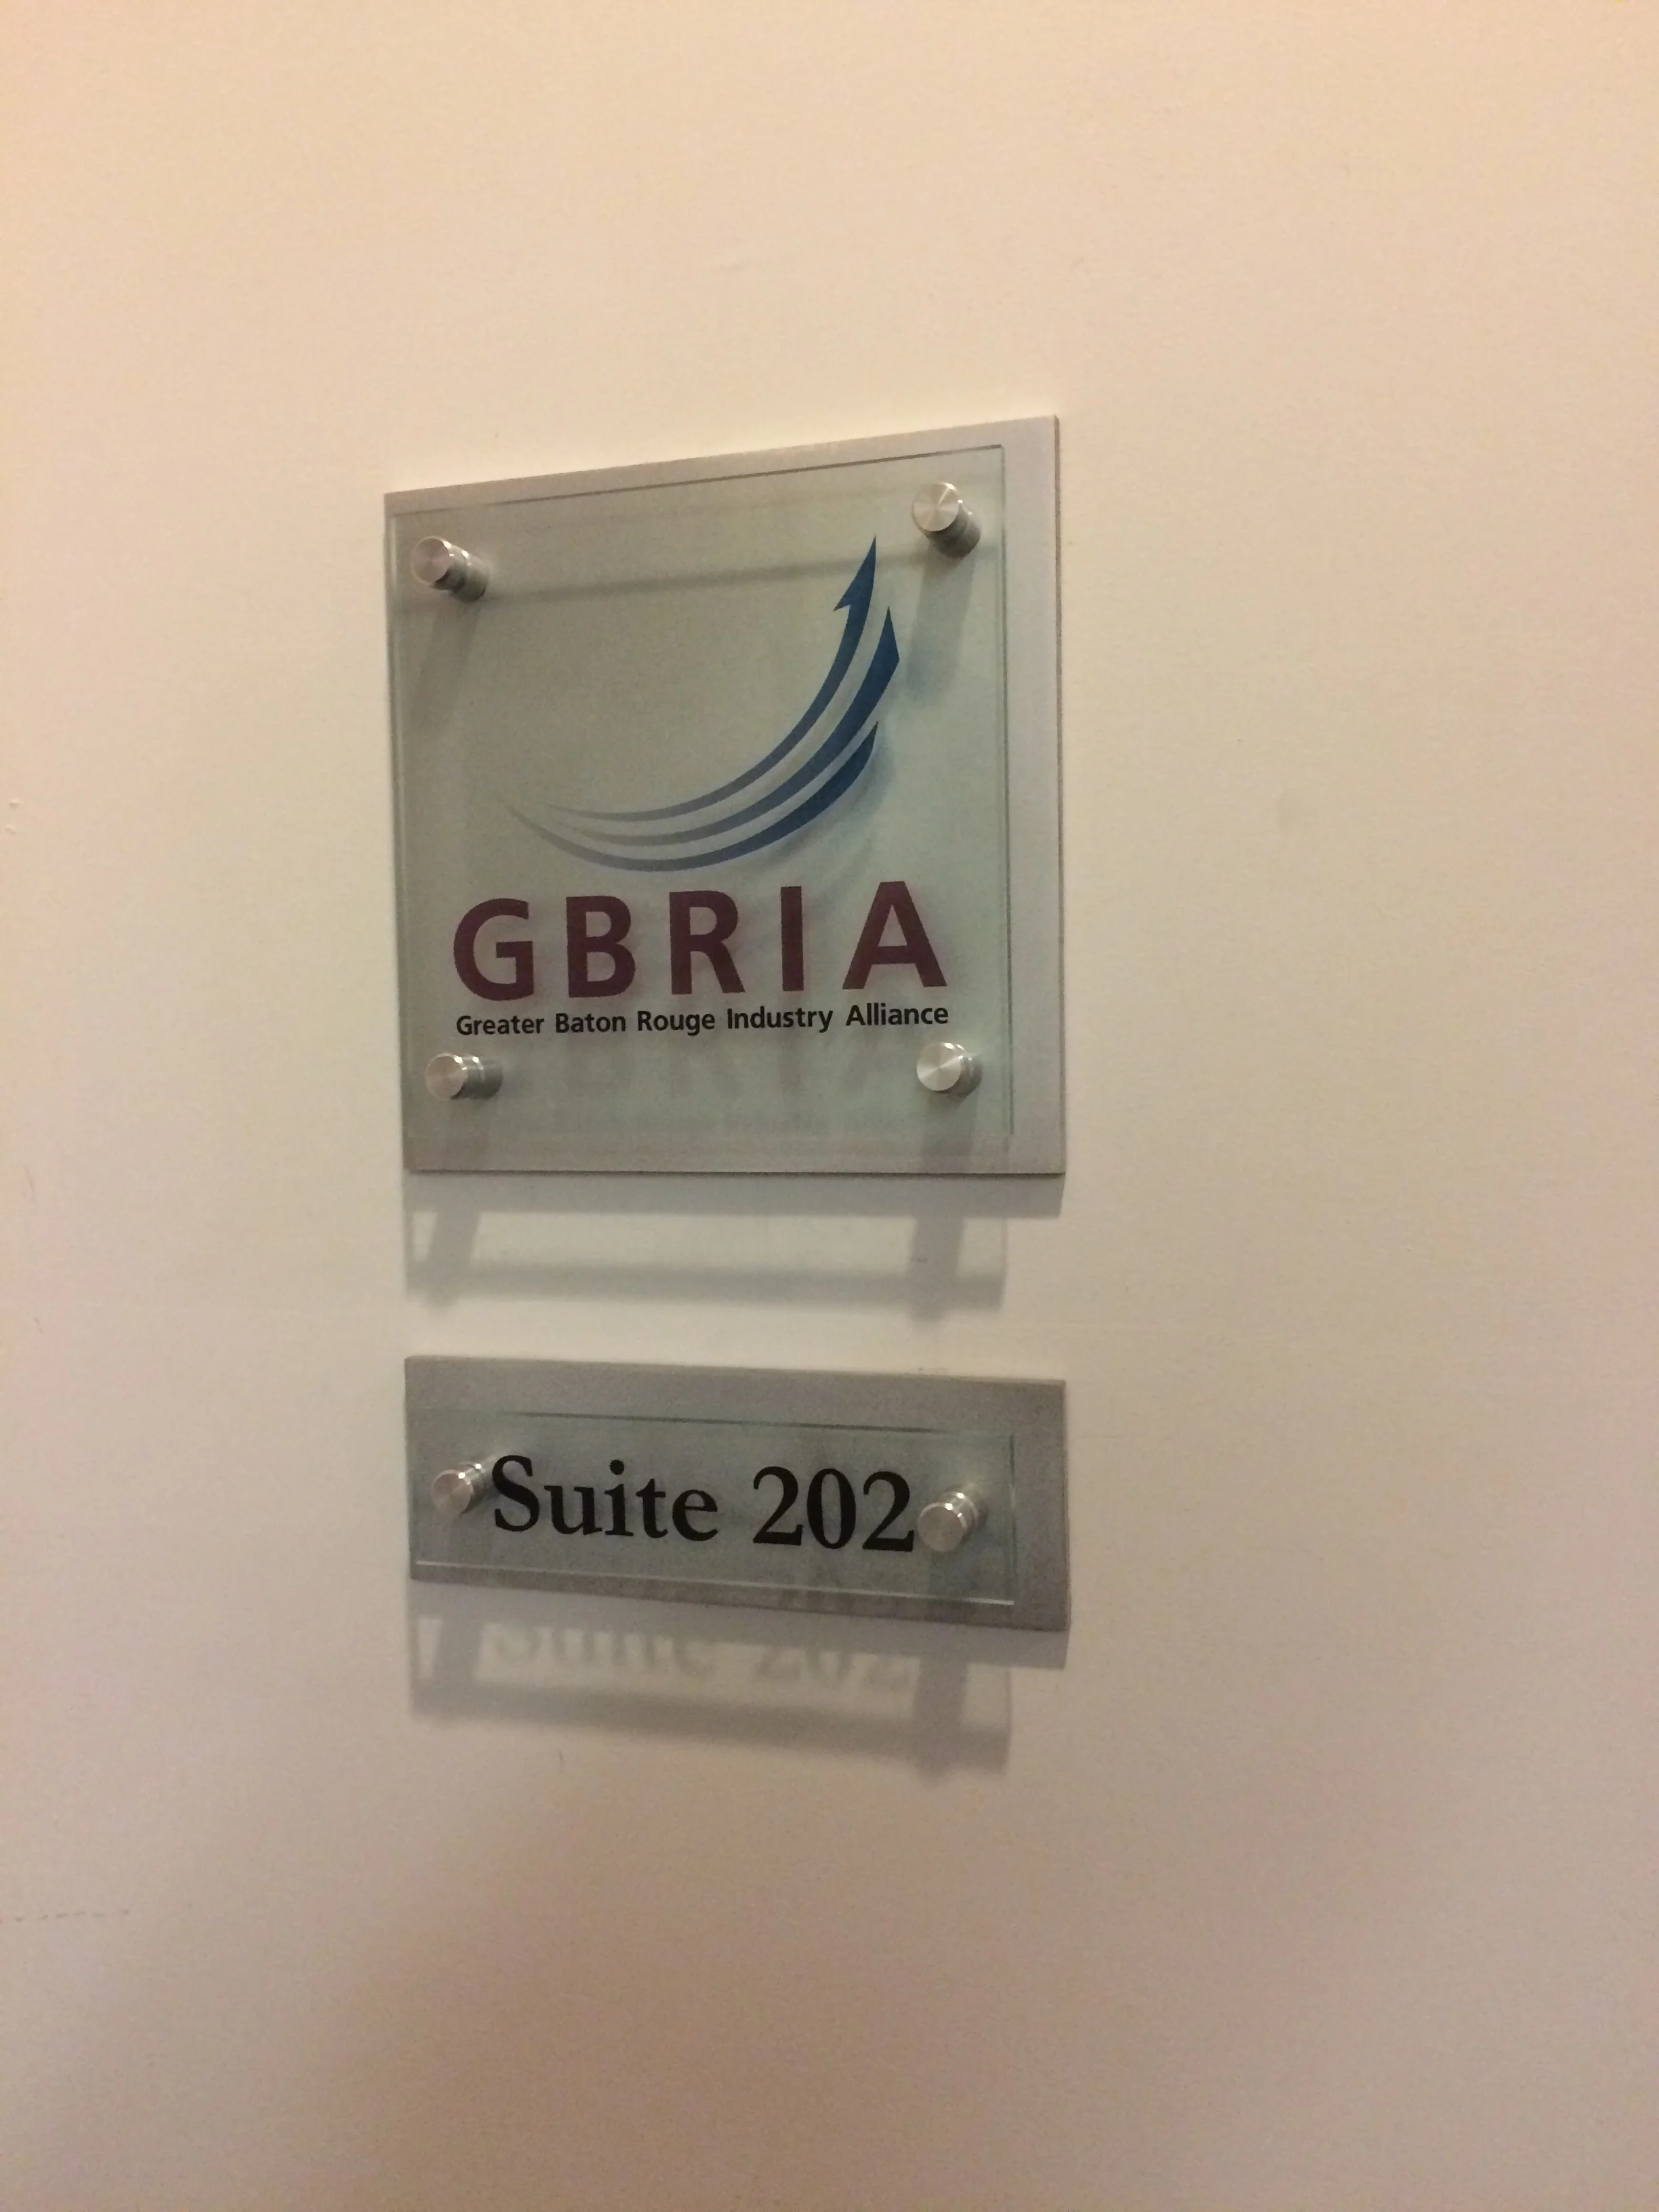 GBRIA
Greater Baton Rouge Industry Alliance
Suite 202